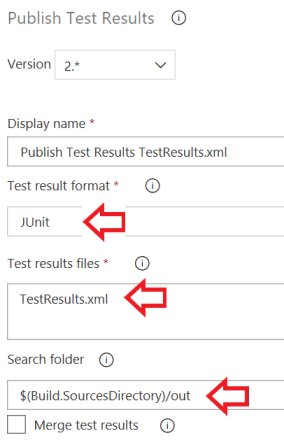 Publish Test Results
Version 2.*
Display name *
Publish Test Results TestResults.xml
Test result format *
JUnit
Test results files *
TestResults.xml
Search folder
$(Build.SourcesDirectory)/out
Merge test results